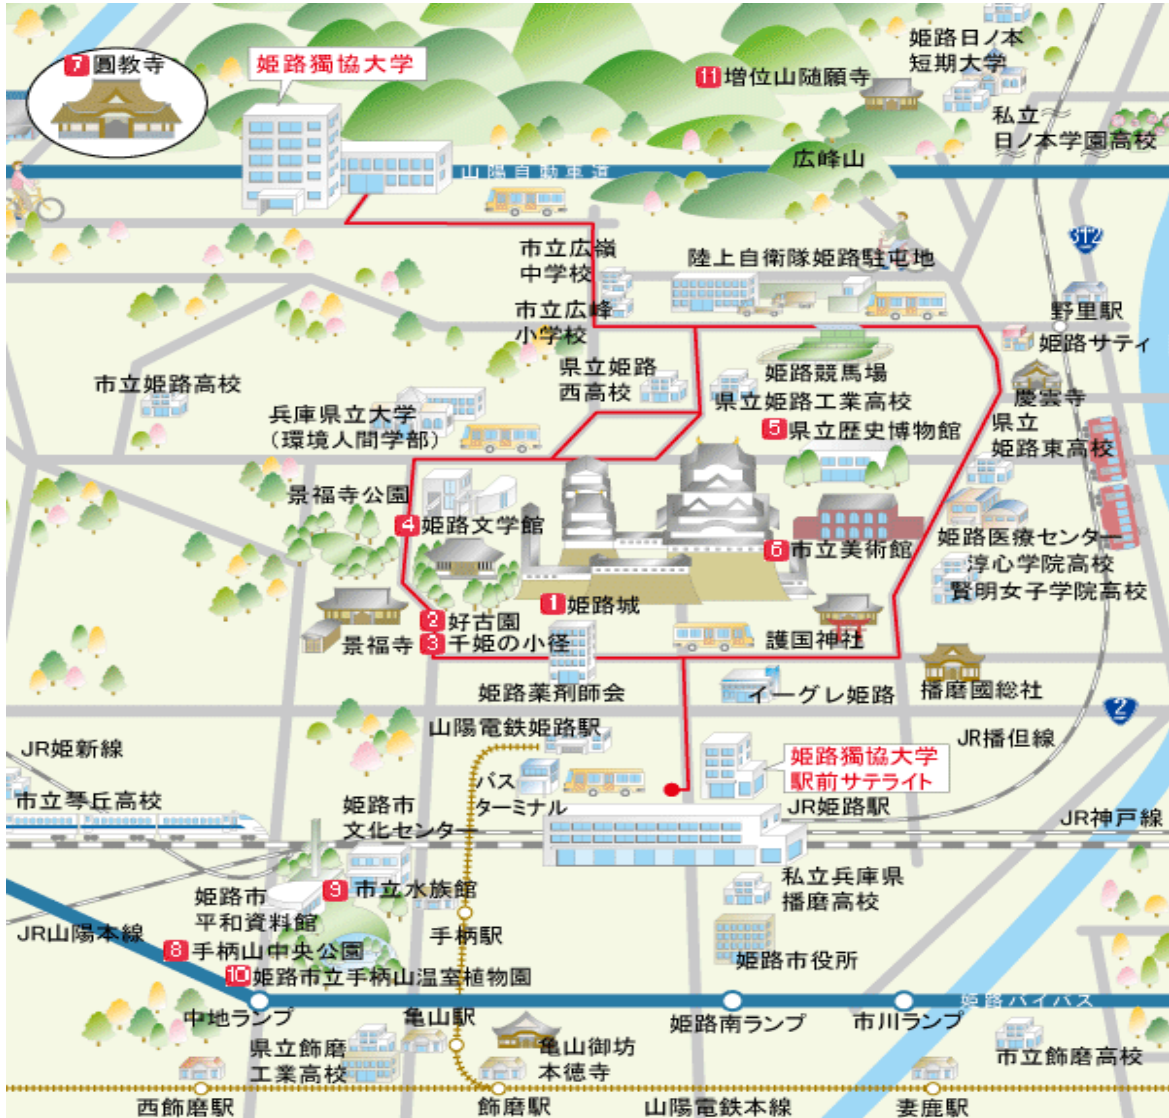 7 圓教寺
姫路獨協大学
11 増位山随願寺
姫路日ノ本
短期大学
私立
日ノ本学園高校
広峰山
山陽自動車道
312
市立広嶺
中学校
陸上自衛隊姫路駐屯地
市立広峰
小学校
野里駅
姫路サティ
県立姫路
西高校
姫路競馬場
慶雲寺
市立姫路高校
県立姫路工業高校
兵庫県立大学
(環境人間学部)
5 県立歴史博物館
県立
姫路東高校
景福寺公園
4 姫路文学館
6 市立美術館
姫路医療センター
淳心学院高校
賢明女子学院高校
1 姫路城
2 好古園
3 千姫の小径
景福寺
護国神社
姫路薬剤師会
イーグレ姫路
播磨國総社
2
山陽電鉄姫路駅
JR姫新線
JR播但線
姫路獨協大学
駅前サテライト
バス
ターミナル
市立琴丘高校
姫路市
文化センター
JR姫路駅
JR神戸線
9 市立水族館
姫路市
平和資料館
私立兵庫県
播磨高校
JR山陽本線
手柄駅
8 手柄山中央公園
姫路市役所
10 姫路市立手柄山温室植物園
姫路バイパス
中地ランプ
亀山駅
姫路南ランプ
市川ランプ
県立飾磨
工業高校
亀山御坊
本徳寺
市立飾磨高校
西飾磨駅
飾磨駅
山陽電鉄本線
妻鹿駅